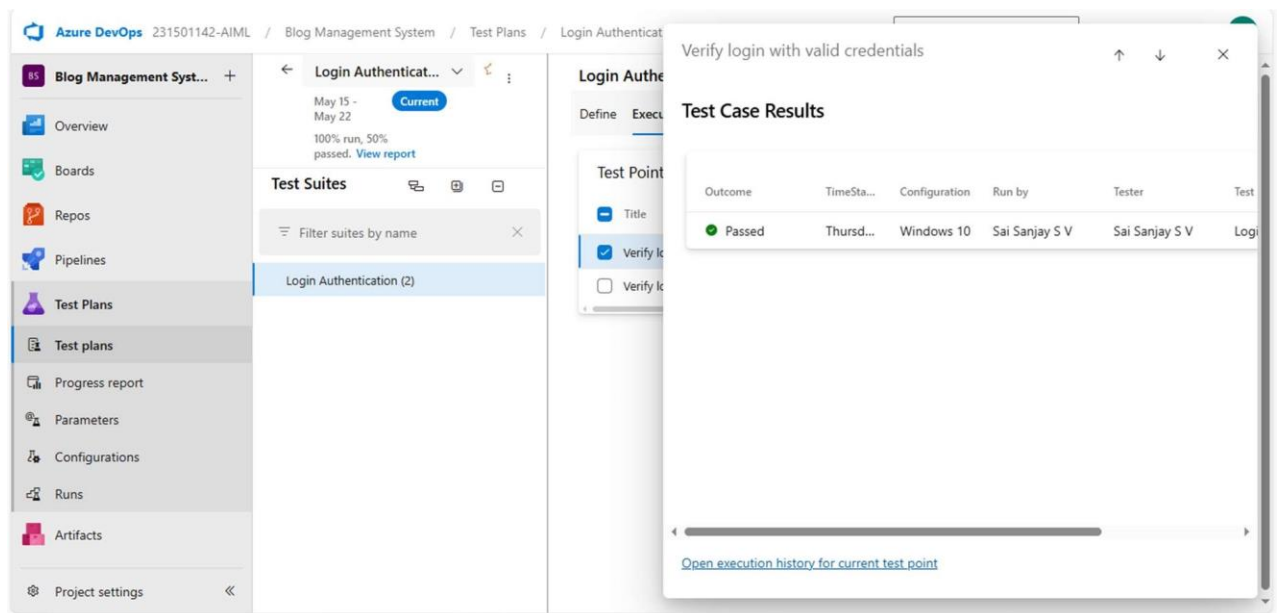 Azure DevOps 231501142-AIML / Blog Management System / Test Plans / Login Authenticat
BS Blog Management Syst... +
Overview
Boards
Repos
Pipelines
Test Plans
Test plans
Progress report
Parameters
Configurations
Runs
Artifacts
Project settings
Login Authenticat...
May 15 -
May 22
Current
100% run, 50%
passed. View report
Test Suites
Filter suites by name
Login Authentication (2)
Login Authe
Define Execu
Test Point
Title
Verify lo
Verify lo
Verify login with valid credentials
Test Case Results
Outcome TimeSta... Configuration Run by Tester Test
Passed Thursd... Windows 10 Sai Sanjay S V Sai Sanjay S V Logi
Open execution history for current test point